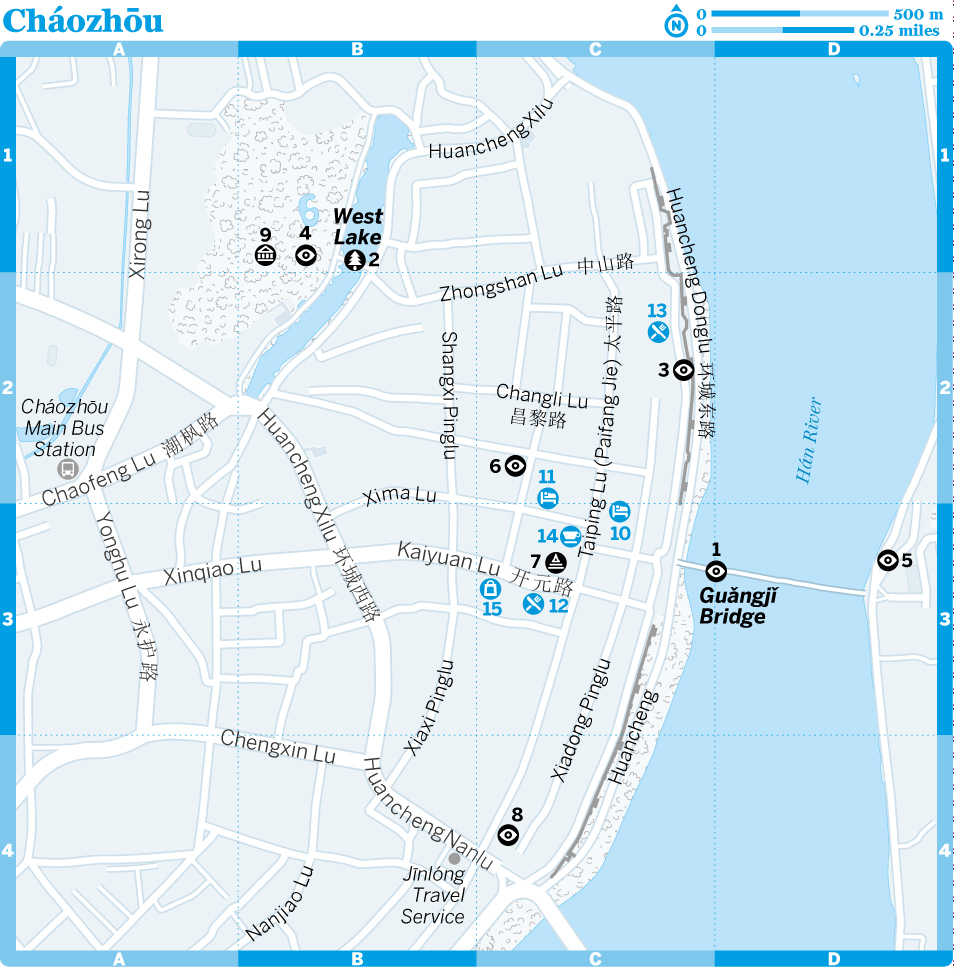 Cháozhōu
N
0 500 m
0 0.25 miles
A
B
C
D
1
1
Huancheng Xilu
Xirong Lu
West
Lake
9
4
2
Huancheng Donglu 环城东路
Zhongshan Lu 中山路
13
3
Taiping Lu (Paifang Jie) 太平路
Shangxi Pinglu
Changli Lu
昌黎路
2
2
Cháozhōu
Main Bus
Station
Chaofeng Lu 潮枫路
Hán River
6
11
10
Xima Lu
Huancheng Xilu 环城西路
14
7
Kaiyuan Lu 开元路
1
Guǎngjǐ
Bridge
5
Xinqiao Lu
Yonghu Lu 永护路
15
12
3
3
Xiaxi Pinglu
Xiadong Pinglu
Huancheng
Chengxin Lu
Huancheng Nanlu
8
4
4
Jīnlóng
Travel
Service
Nanjiao Lu
A
B
C
D